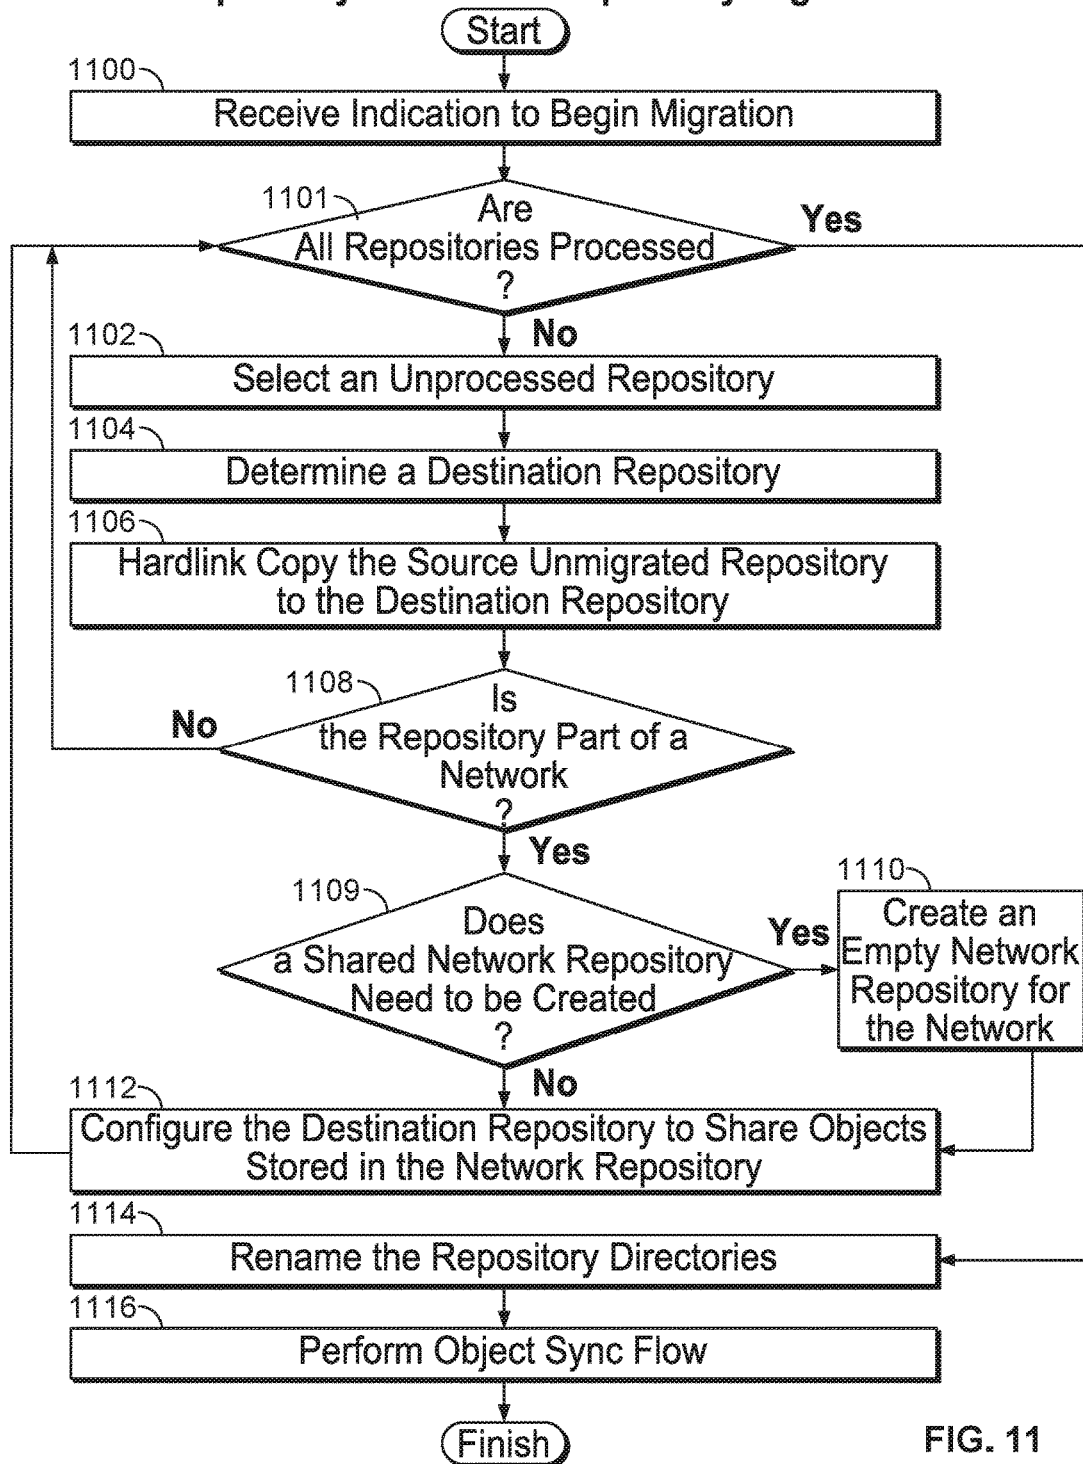 Start
1100
Receive Indication to Begin Migration
1101
Are
All Repositories Processed
?
Yes
No
1102
Select an Unprocessed Repository
1104
Determine a Destination Repository
1106
Hardlink Copy the Source Unmigrated Repository
to the Destination Repository
1108
Is
the Repository Part of a
Network
?
No
Yes
1109
Does
a Shared Network Repository
Need to be Created
?
Yes
1110
Create an
Empty Network
Repository for
the Network
No
1112
Configure the Destination Repository to Share Objects
Stored in the Network Repository
1114
Rename the Repository Directories
1116
Perform Object Sync Flow
Finish
FIG. 11